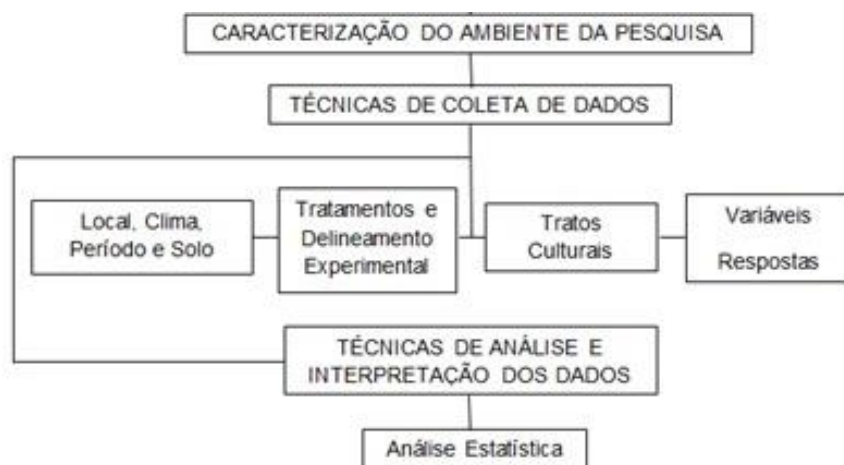 CARACTERIZAÇÃO DO AMBIENTE DA PESQUISA
TÉCNICAS DE COLETA DE DADOS
Local, Clima,
Período e Solo
Tratamentos e
Delineamento
Experimental
Tratos
Culturais
Variáveis
Respostas
TÉCNICAS DE ANÁLISE E
INTERPRETAÇÃO DOS DADOS
Análise Estatística